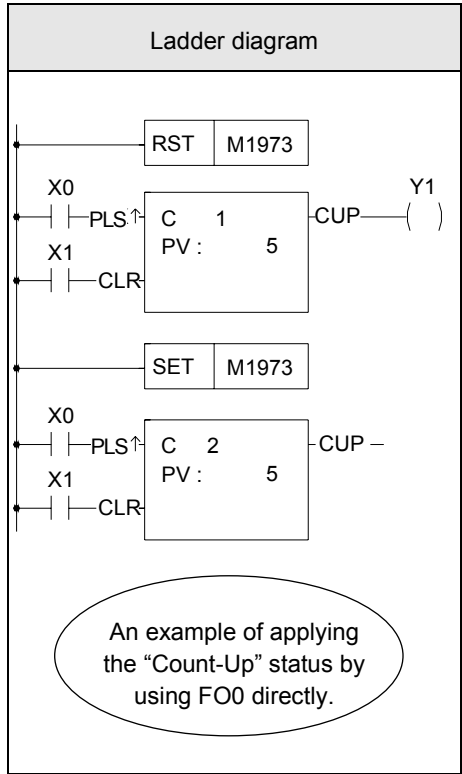 Ladder diagram
RST M1973
X0 Y1
PLS↑ C 1 CUP ( )
X1 PV : 5
CLR
SET M1973
X0
PLS↑ C 2 CUP
X1 PV : 5
CLR
An example of applying
the “Count-Up” status by
using FO0 directly.